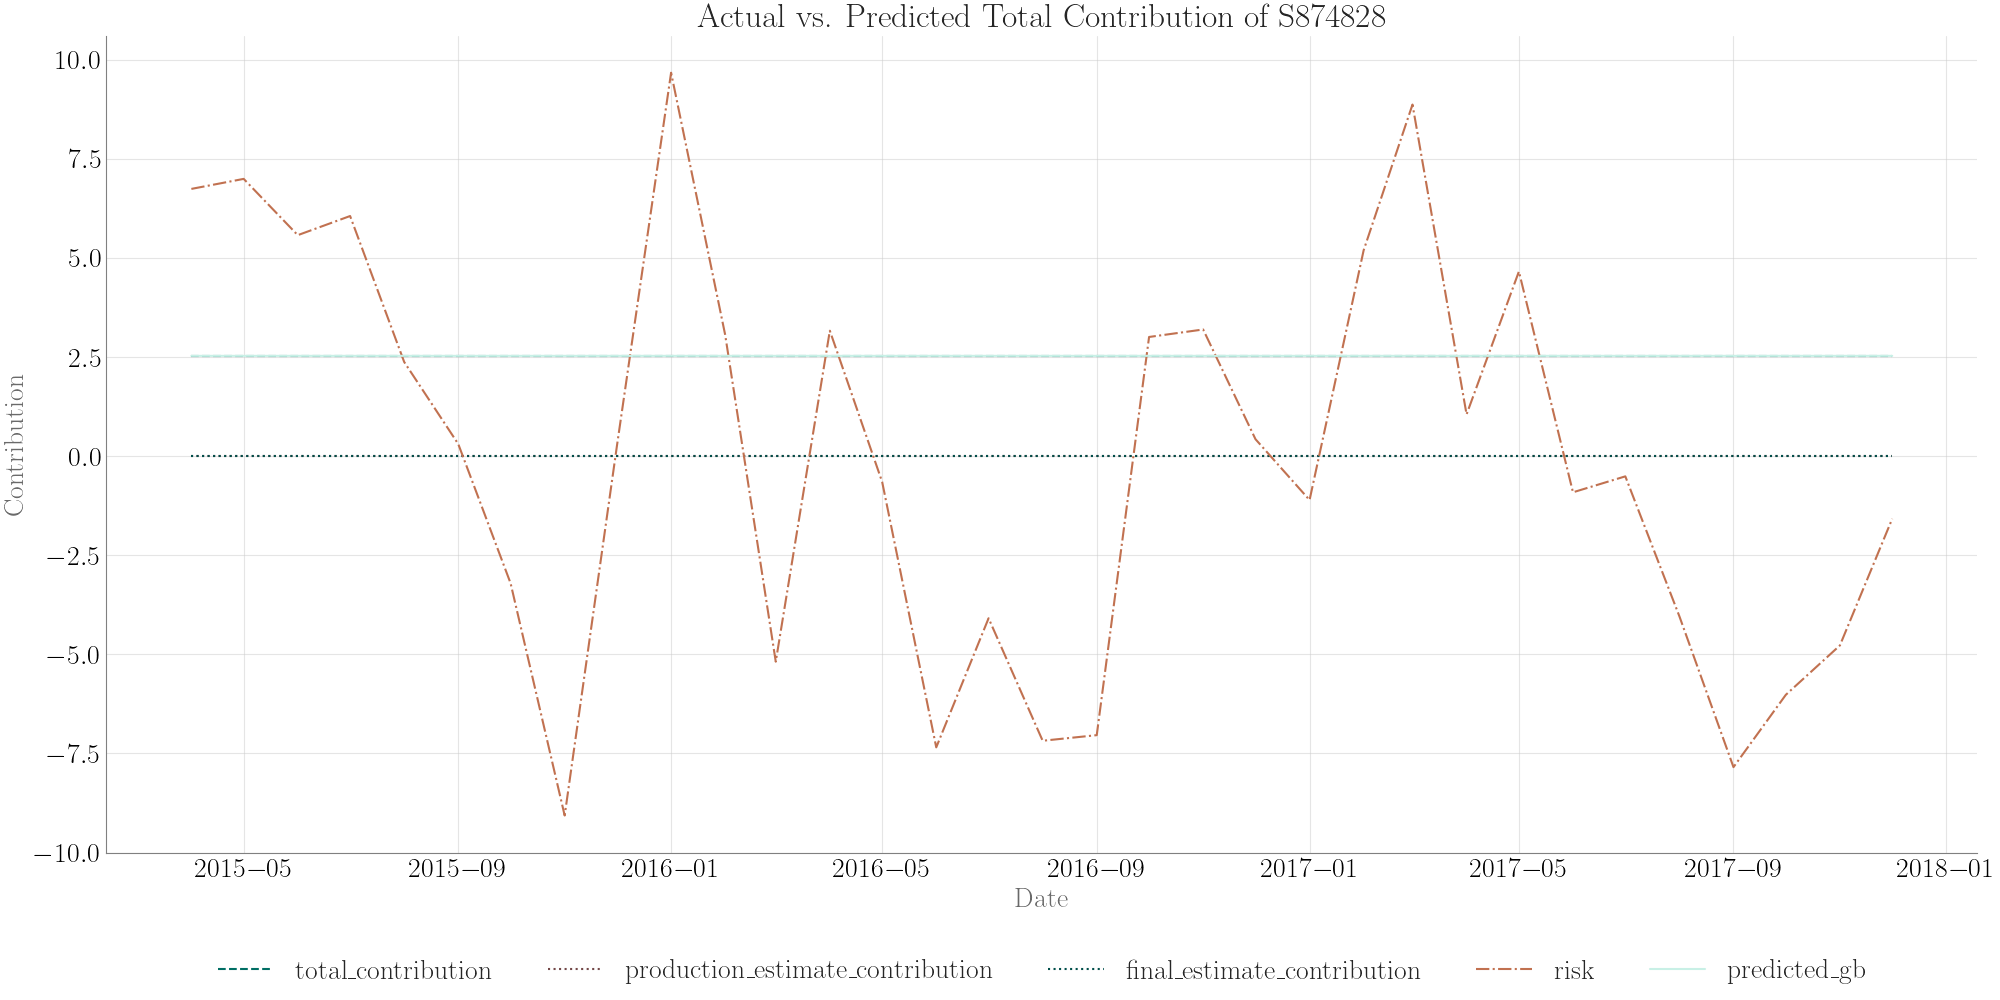 Actual vs. Predicted Total Contribution of S874828
10.0
7.5
5.0
2.5
0.0
−2.5
−5.0
−7.5
−10.0
Contribution
2015−05 2015−09 2016−01 2016−05 2016−09 2017−01 2017−05 2017−09 2018−01
Date
total_contribution production_estimate_contribution final_estimate_contribution risk predicted_gb